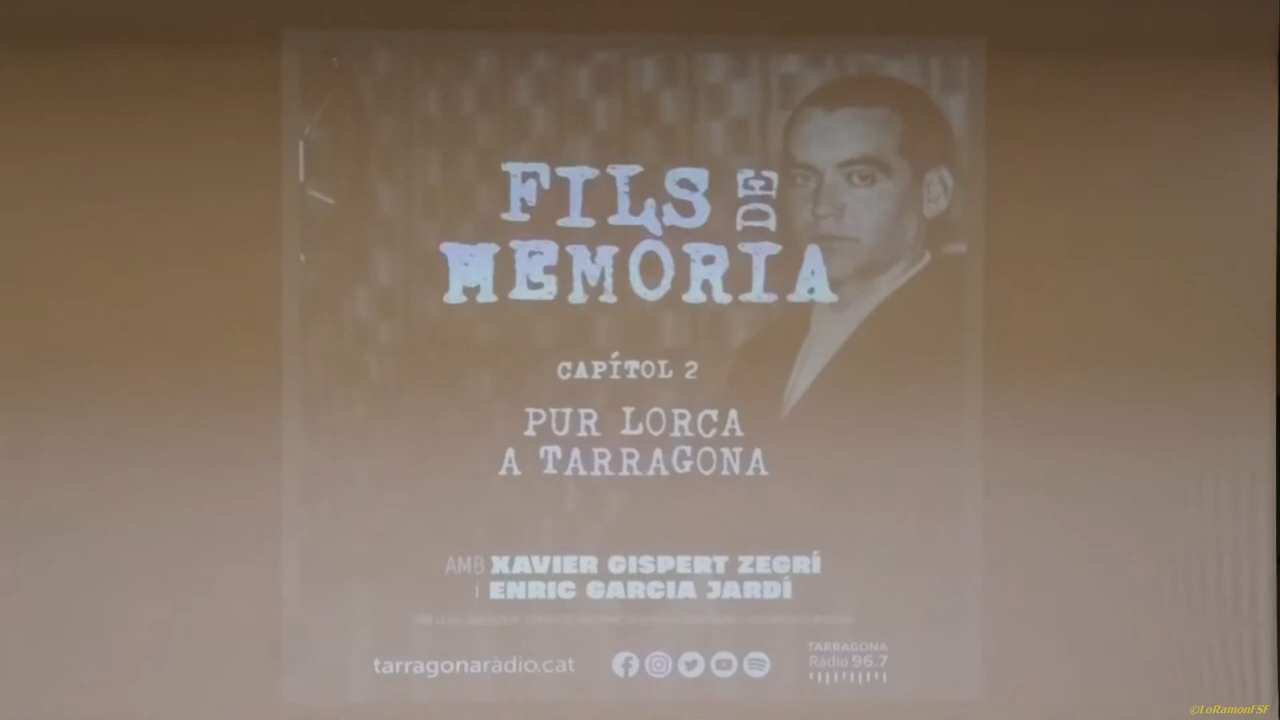 FILS DE
MEMÒRIA
CAPÍTOL 2
PUR LORCA
A TARRAGONA
AMB XAVIER GISPERT ZEGRÍ
I ENRIC GARCIA JARDÍ
tarragonaràdio.cat
TARRAGONA
Ràdio 96.7
©LoRamonFSF